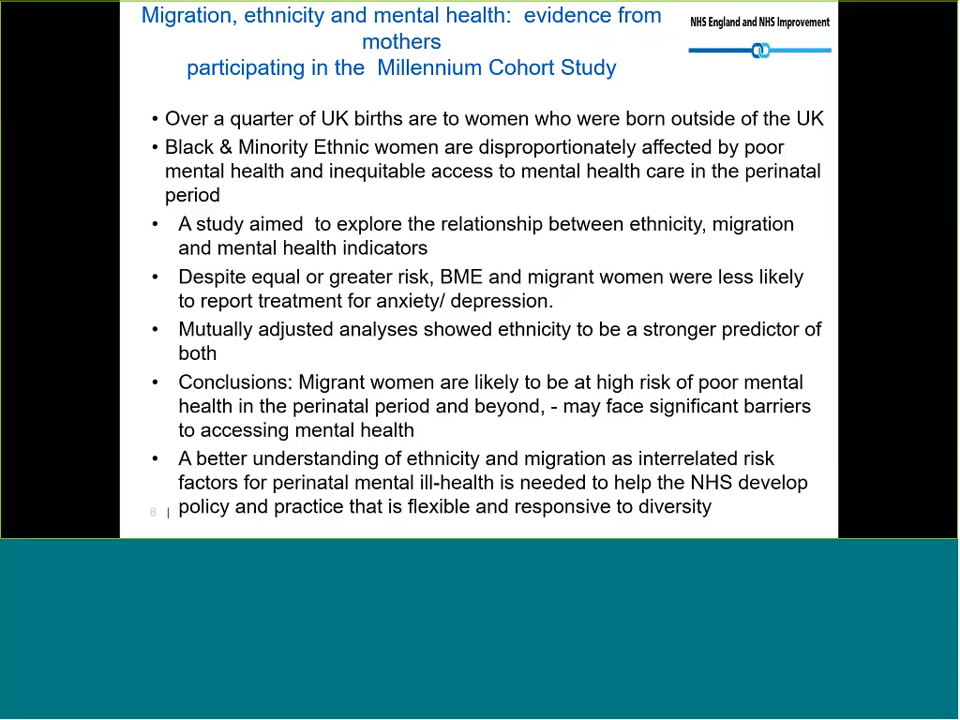 Migration, ethnicity and mental health: evidence from
mothers
participating in the Millennium Cohort Study
NHS England and NHS Improvement
• Over a quarter of UK births are to women who were born outside of the UK
• Black & Minority Ethnic women are disproportionately affected by poor
mental health and inequitable access to mental health care in the perinatal
period
• A study aimed to explore the relationship between ethnicity, migration
and mental health indicators
• Despite equal or greater risk, BME and migrant women were less likely
to report treatment for anxiety/ depression.
• Mutually adjusted analyses showed ethnicity to be a stronger predictor of
both
• Conclusions: Migrant women are likely to be at high risk of poor mental
health in the perinatal period and beyond, - may face significant barriers
to accessing mental health
• A better understanding of ethnicity and migration as interrelated risk
factors for perinatal mental ill-health is needed to help the NHS develop
policy and practice that is flexible and responsive to diversity
8 |